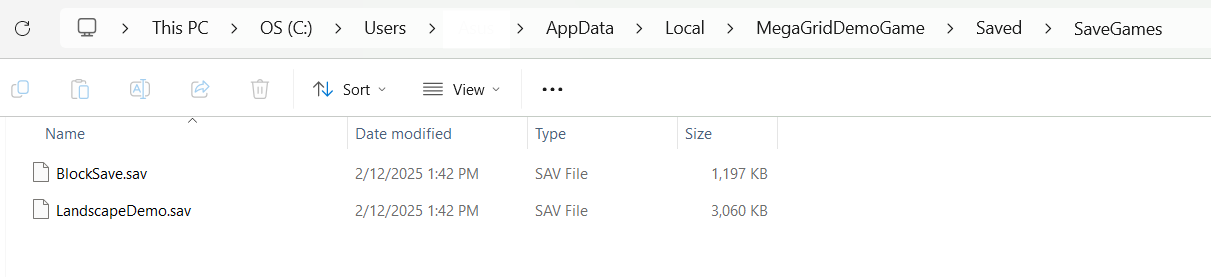 This PC > OS (C:) > Users > > AppData > Local > MegaGridDemoGame > Saved > SaveGames
Sort View
Name Date modified Type Size
BlockSave.sav 2/12/2025 1:42 PM SAV File 1,197 KB
LandscapeDemo.sav 2/12/2025 1:42 PM SAV File 3,060 KB